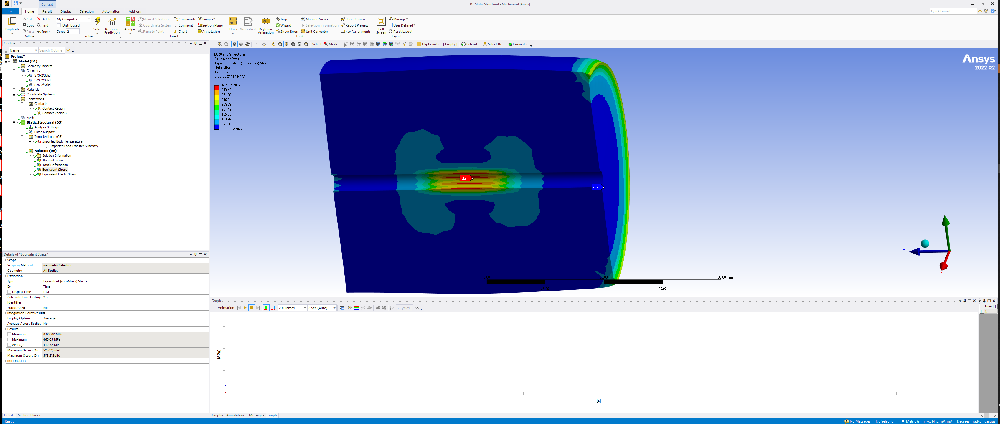 Context
D : Static Structural - Mechanical [Ansys]
File Home Result Display Selection Automation Add-ons
Quick Launch
Duplicate
Cut
Copy
Paste
Delete
Find
Tree
Outline
My Computer
Distributed
Cores 2
Solve
Resource Prediction
Solve
Analysis
Named Selection
Coordinate System
Remote Point
Commands
Comment
Chart
Images
Section Plane
Annotation
Insert
Units
Worksheet
Keyframe Animation
Tags
Wizard
Show Errors
Manage Views
Selection Information
Unit Converter
Print Preview
Report Preview
Key Assignments
Tools
Full Screen
Manage
User Defined
Reset Layout
Layout
Outline
Name Search Outline
Project*
Model (D4)
Geometry Imports
Geometry
SYS-2\Solid
SYS-2\Solid
SYS-2\Solid
Materials
Coordinate Systems
Connections
Contacts
Contact Region
Contact Region 2
Mesh
Static Structural (D5)
Analysis Settings
Fixed Support
Imported Load (C6)
Imported Body Temperature
Imported Load Transfer Summary
Solution (D6)
Solution Information
Thermal Strain
Total Deformation
Equivalent Stress
Equivalent Elastic Strain
Details of "Equivalent Stress"
Scope
Scoping Method Geometry Selection
Geometry All Bodies
Definition
Type Equivalent (von-Mises) Stress
By Time
Display Time Last
Calculate Time History Yes
Identifier
Suppressed No
Integration Point Results
Display Option Averaged
Average Across Bodies No
Results
Minimum 0.80082 MPa
Maximum 465.05 MPa
Average 41.972 MPa
Minimum Occurs On SYS-2\Solid
Maximum Occurs On SYS-2\Solid
Information
Details Section Planes
Select Mode Clipboard [ Empty ] Extend Select By Convert
D: Static Structural
Equivalent Stress
Type: Equivalent (von-Mises) Stress
Unit: MPa
Time: 1 s
6/20/2023 11:16 AM
465.05 Max
413.47
361.89
310.3
258.72
207.13
155.55
103.97
52.384
0.80082 Min
Ansys
2022 R2
Max
Min
Y
Z
X
100.00 (mm)
75.00
Graph
Animation 20 Frames 2 Sec (Auto) 3 Cycles AA
Time [s]
1 1.
[MPa]
[s]
Graphics Annotations Messages Graph
Ready
No Messages No Selection Metric (mm, kg, N, s, mV, mA) Degrees rad/s Celsius